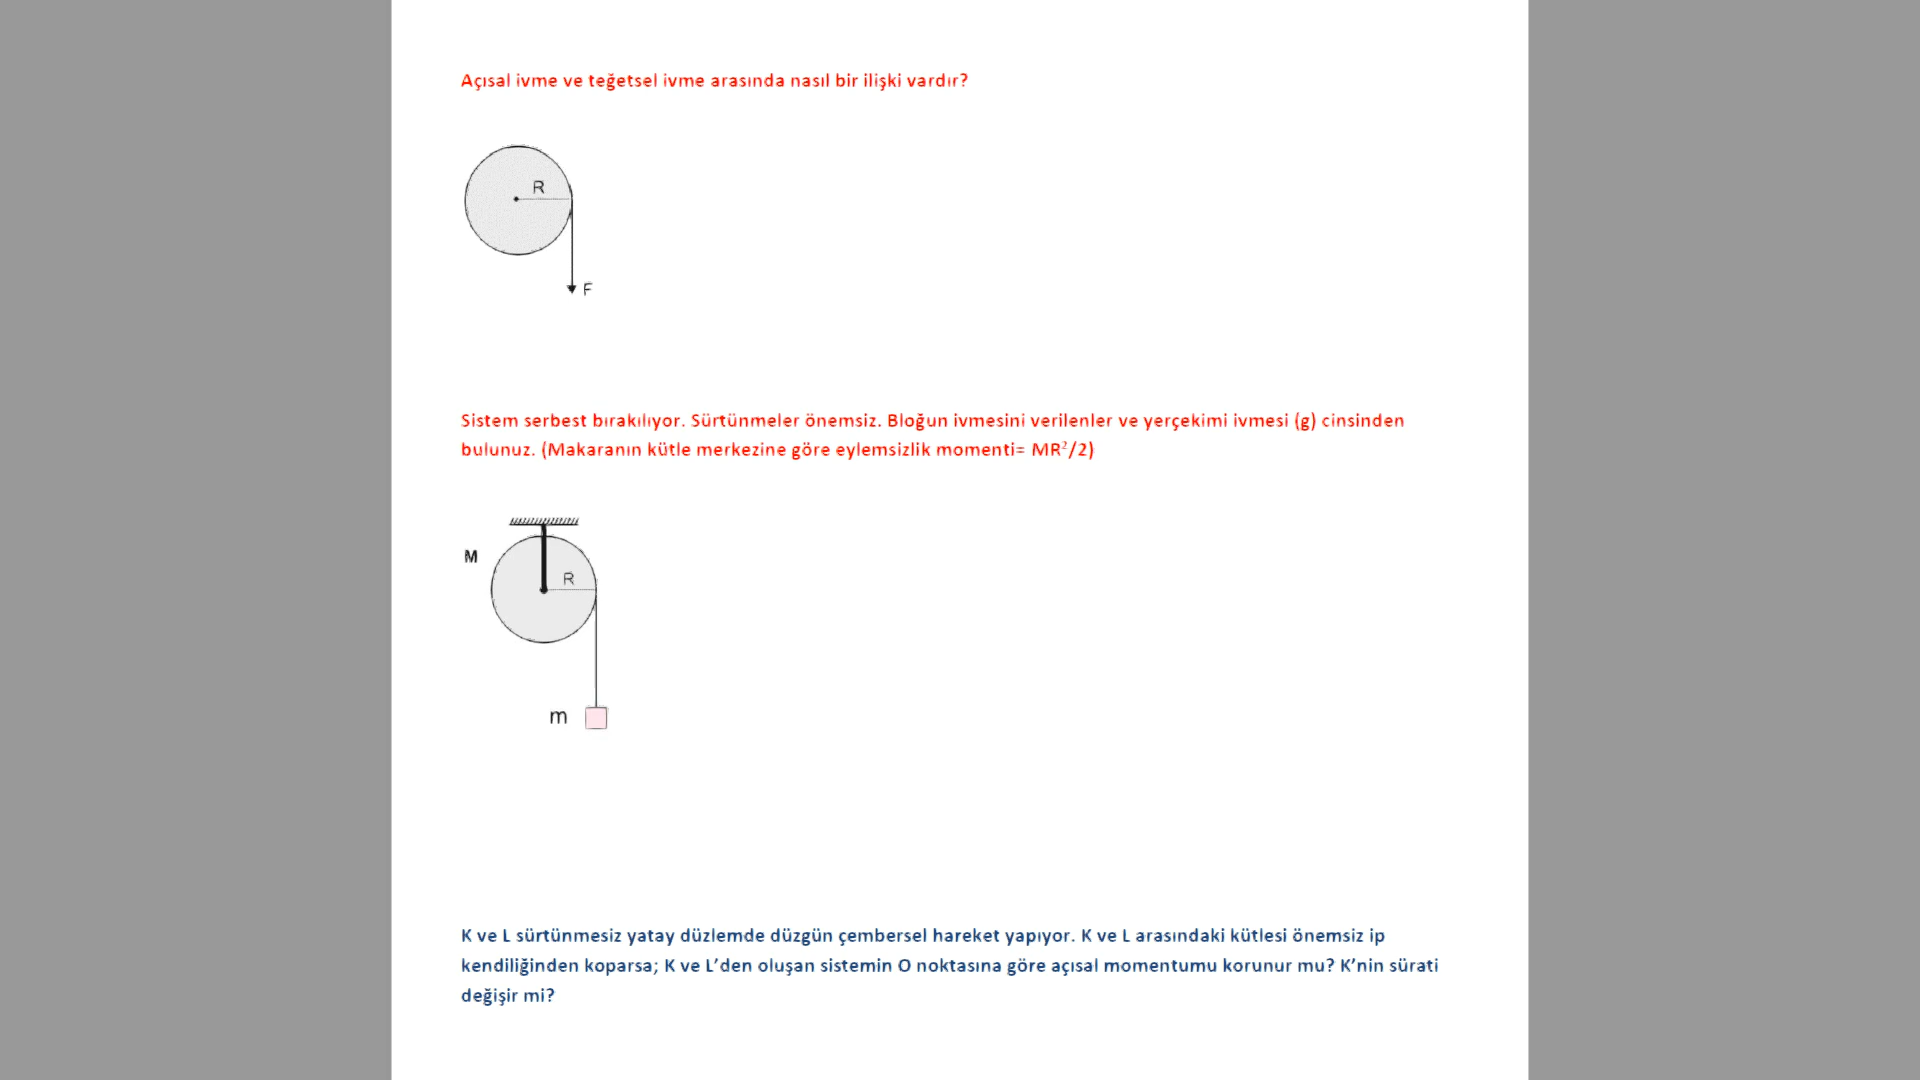 Açısal ivme ve teğetsel ivme arasında nasıl bir ilişki vardır?
R
F
Sistem serbest bırakılıyor. Sürtünmeler önemsiz. Bloğun ivmesini verilenler ve yerçekimi ivmesi (g) cinsinden
bulunuz. (Makaranın kütle merkezine göre eylemsizlik momenti= MR²/2)
M
R
m
K ve L sürtünmesiz yatay düzlemde düzgün çembersel hareket yapıyor. K ve L arasındaki kütlesi önemsiz ip
kendiliğinden koparsa; K ve L’den oluşan sistemin O noktasına göre açısal momentumu korunur mu? K’nin sürati
değişir mi?